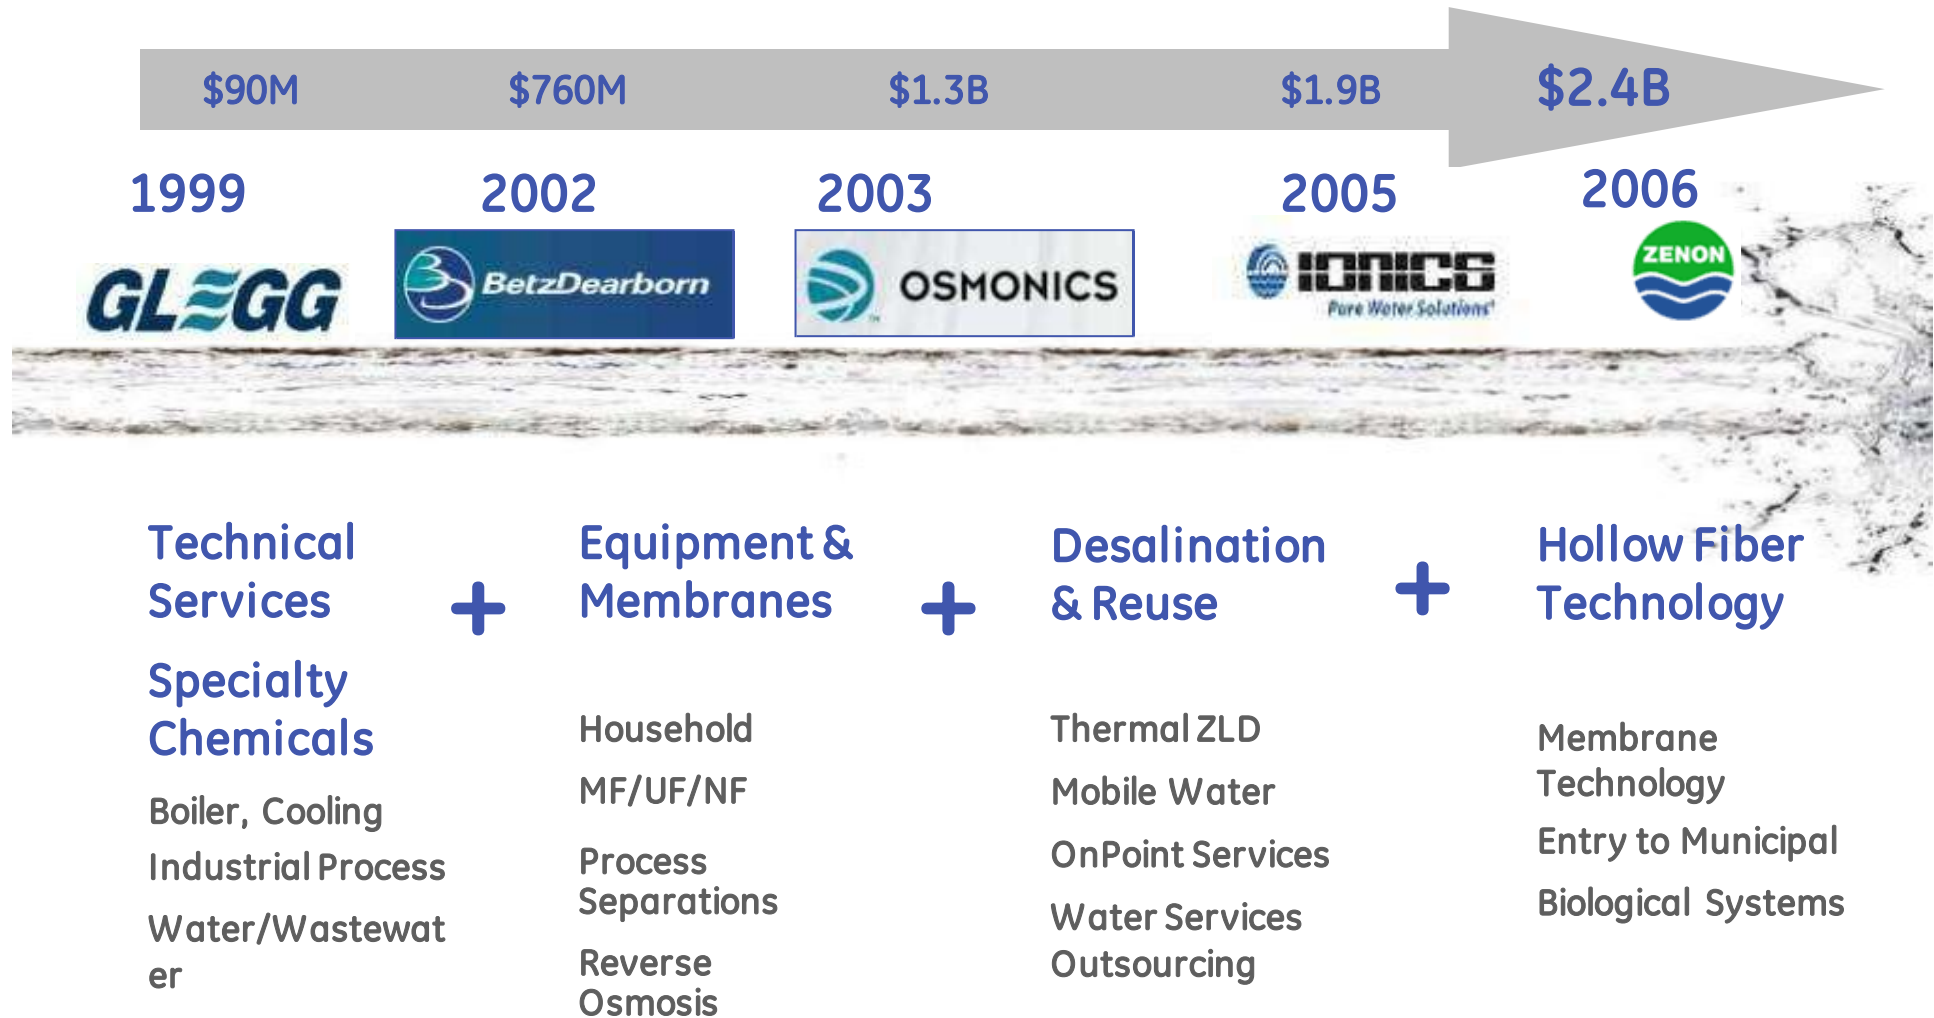 $90M
$760M
$1.3B
$1.9B
$2.4B
1999
2002
2003
2005
2006
GLEGG
BetzDearborn
OSMONICS
TM
IONICS
Pure Water Solutions
ZENON
Technical
Services
Specialty
Chemicals
Boiler, Cooling
Industrial Process
Water/Wastewat
er
+
Equipment &
Membranes
Household
MF/UF/NF
Process
Separations
Reverse
Osmosis
+
Desalination
& Reuse
Thermal ZLD
Mobile Water
OnPoint Services
Water Services
Outsourcing
+
Hollow Fiber
Technology
Membrane
Technology
Entry to Municipal
Biological Systems